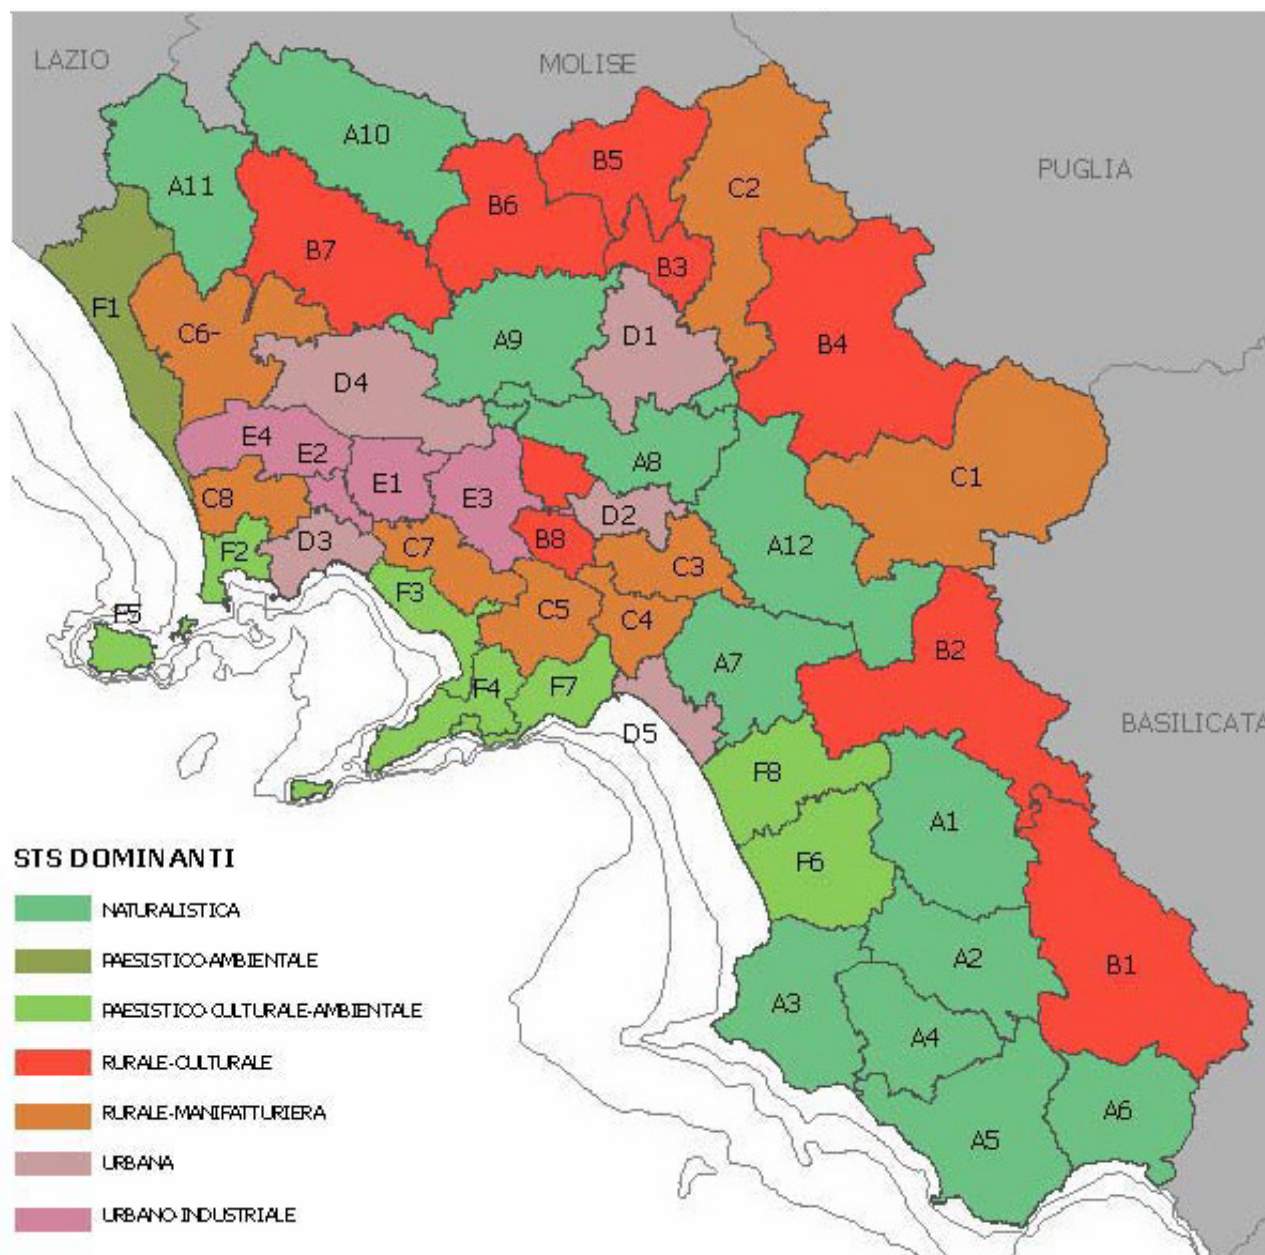 LAZIO
MOLISE
PUGLIA
BASILICATA
A10
B5
A11
C2
B6
B7
B3
F1
C6-
A9
D1
B4
D4
E4
E2
A8
C1
E1
E3
C8
D2
B8
D3
A12
F2
C7
C3
F3
F5
C5
C4
B2
A7
F4
F7
D5
F8
A1
F6
A2
B1
A3
A4
A6
A5
STS DOMINANTI
NATURALISTICA
PAESISTICO-AMBIENTALE
PAESISTICO-CULTURALE-AMBIENTALE
RURALE-CULTURALE
RURALE-MANIFATTURIERA
URBANA
URBANO-INDUSTRIALE